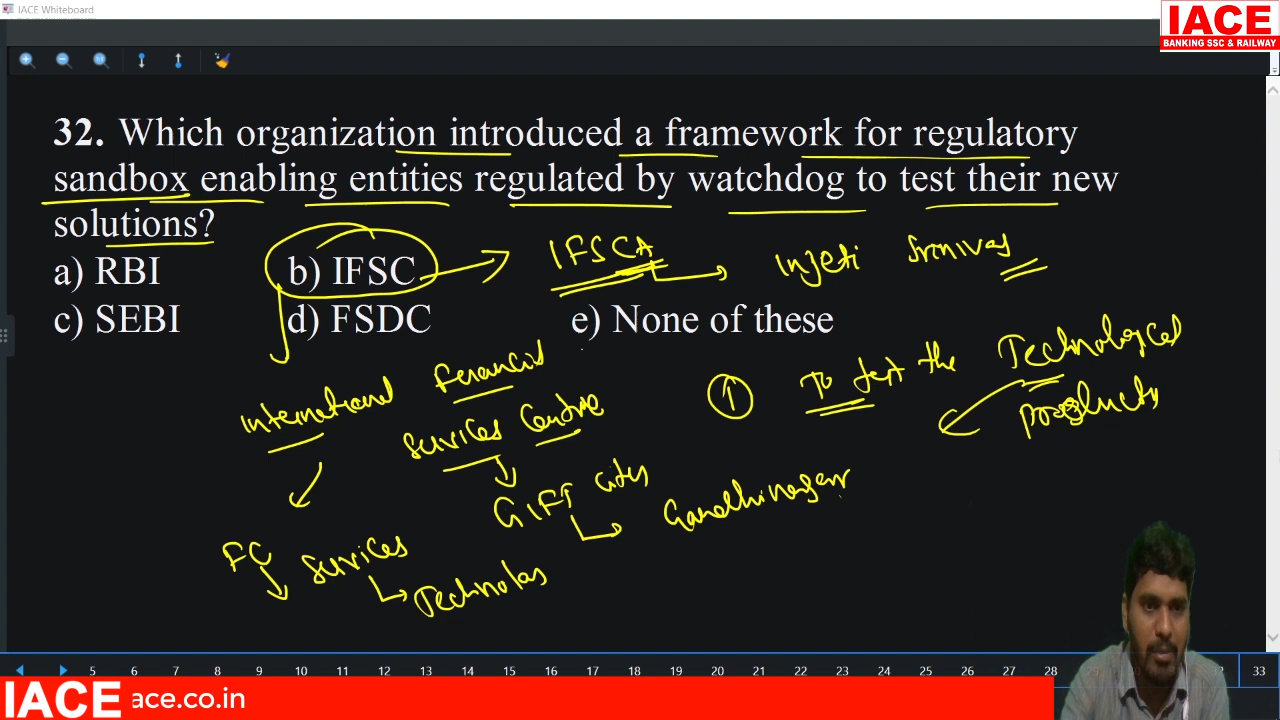 IACE Whiteboard
IACE
BANKING SSC & RAILWAY
32. Which organization introduced a framework for regulatory
sandbox enabling entities regulated by watchdog to test their new
solutions?
a) RBI b) IFSC
c) SEBI d) FSDC e) None of these
IFSCA Injeti Srinivas
International Financial
Services Centre
1 To test the Technological
products
GIFT
Gandhinagar
FC Services
5 6 7 8 9 10 11 12 13 14 15 16 17 18 19 20 21 22 23 24 25 26 27 28 33
IACE iace.co.in